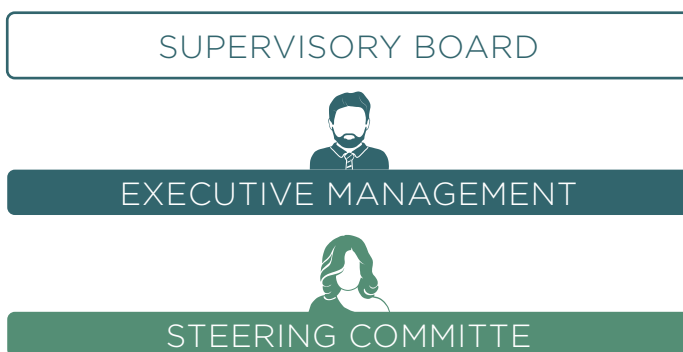 SUPERVISORY BOARD
EXECUTIVE MANAGEMENT
STEERING COMMITTE